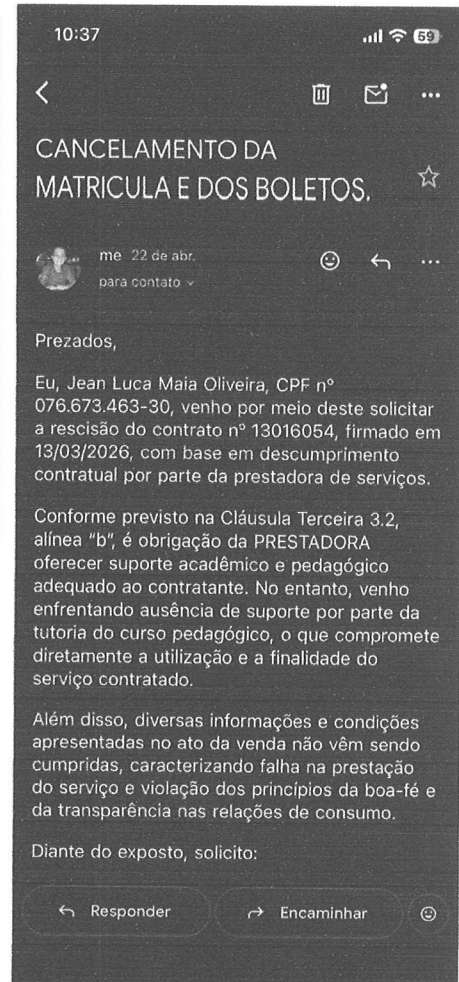 10:37
59
CANCELAMENTO DA
MATRICULA E DOS BOLETOS.
me 22 de abr.
para contato
Prezados,
Eu, Jean Luca Maia Oliveira, CPF nº
076.673.463-30, venho por meio deste solicitar
a rescisão do contrato nº 13016054, firmado em
13/03/2026, com base em descumprimento
contratual por parte da prestadora de serviços.
Conforme previsto na Cláusula Terceira 3.2,
alínea “b”, é obrigação da PRESTADORA
oferecer suporte acadêmico e pedagógico
adequado ao contratante. No entanto, venho
enfrentando ausência de suporte por parte da
tutoria do curso pedagógico, o que compromete
diretamente a utilização e a finalidade do
serviço contratado.
Além disso, diversas informações e condições
apresentadas no ato da venda não vêm sendo
cumpridas, caracterizando falha na prestação
do serviço e violação dos princípios da boa-fé e
da transparência nas relações de consumo.
Diante do exposto, solicito:
Responder
Encaminhar